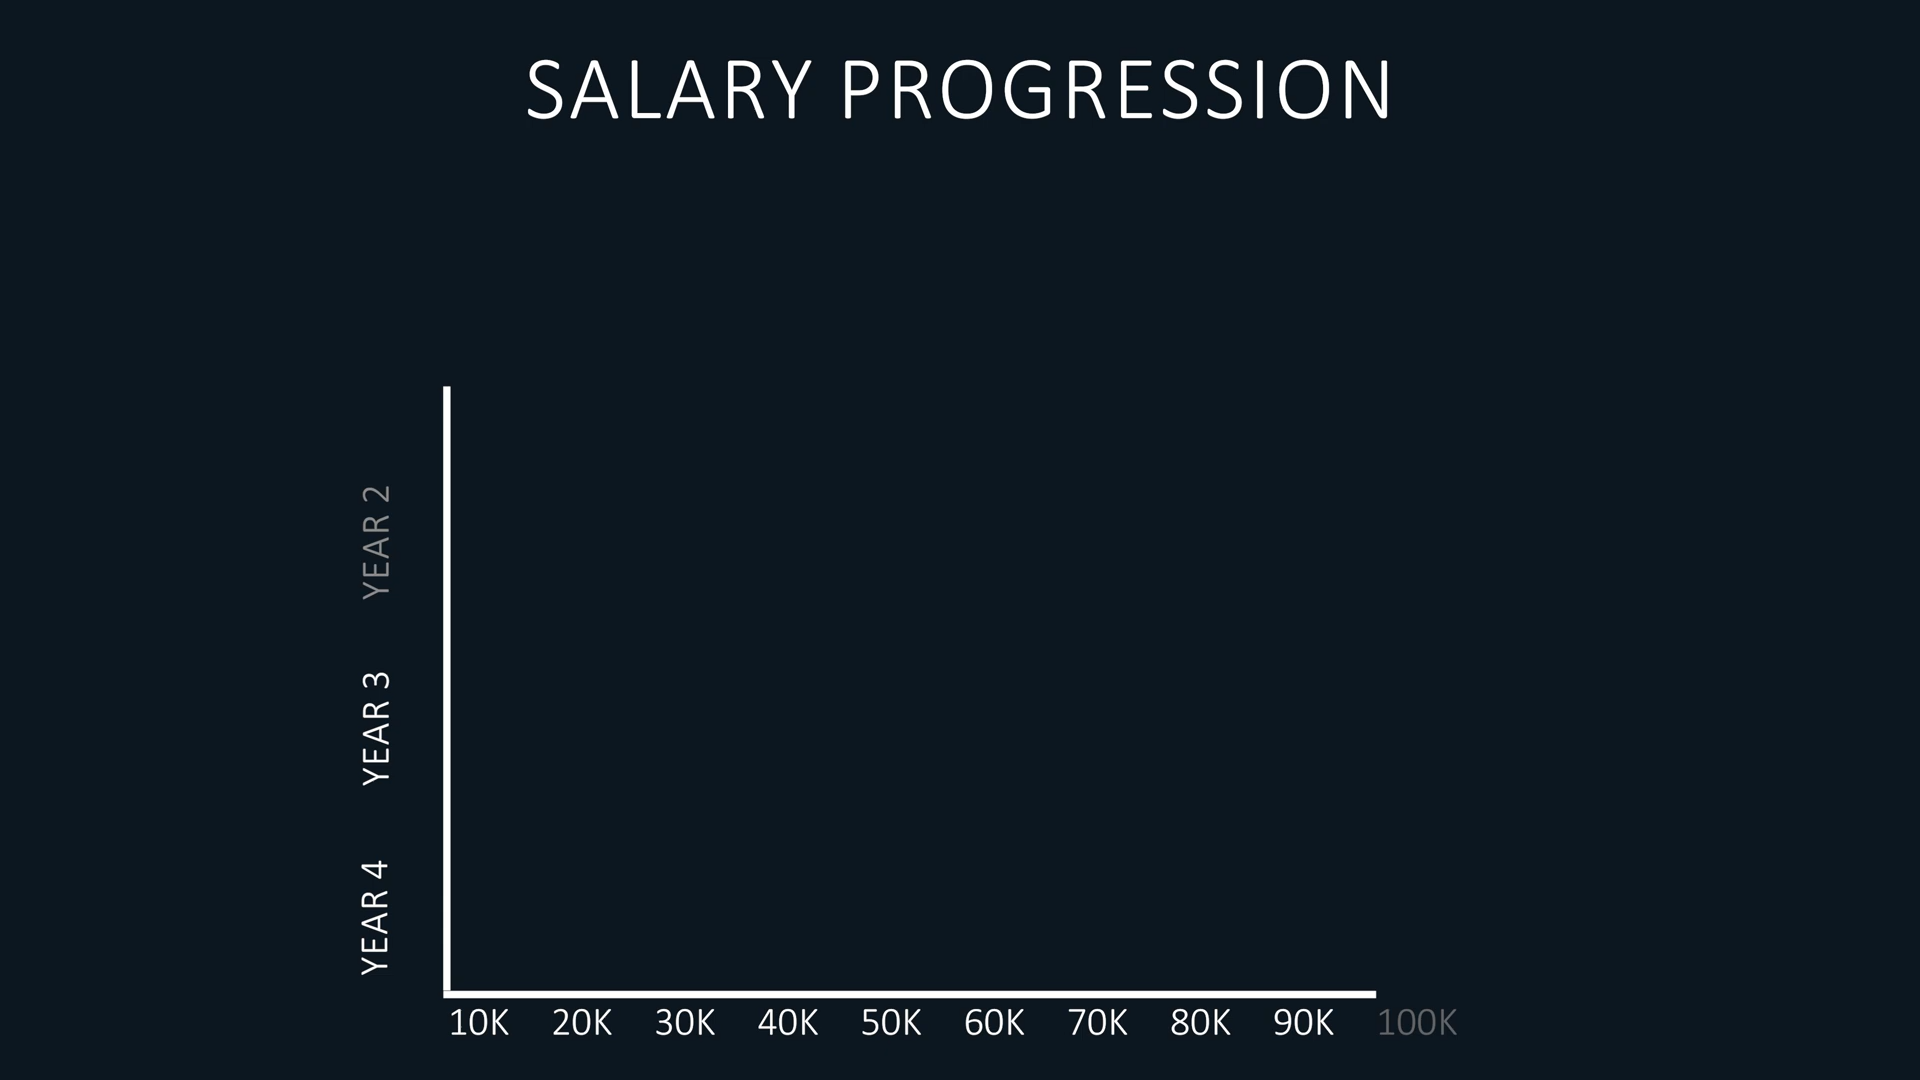 SALARY PROGRESSION
YEAR 2
YEAR 3
YEAR 4
10K 20K 30K 40K 50K 60K 70K 80K 90K 100K